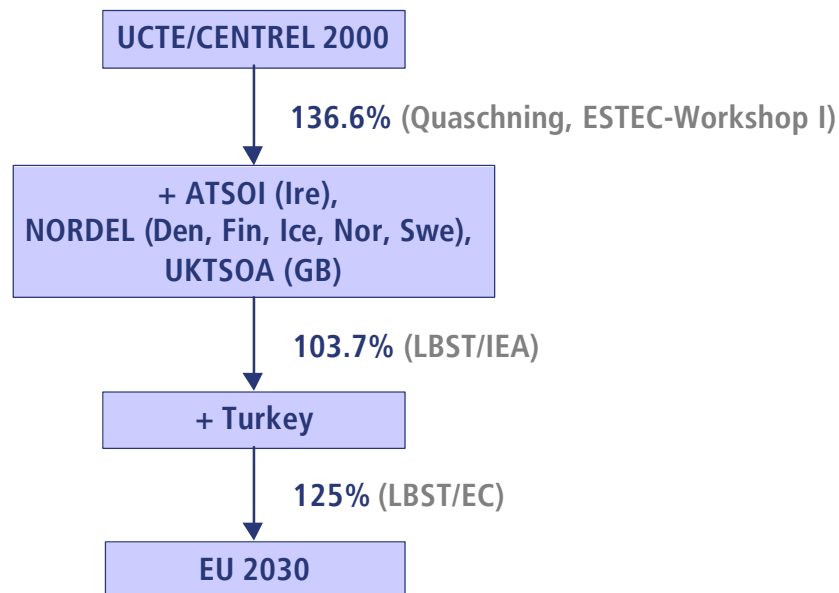 UCTE/CENTREL 2000
136.6% (Quaschning, ESTEC-Workshop I)
+ ATSOI (Ire),
NORDEL (Den, Fin, Ice, Nor, Swe),
UKTSOA (GB)
103.7% (LBST/IEA)
+ Turkey
125% (LBST/EC)
EU 2030